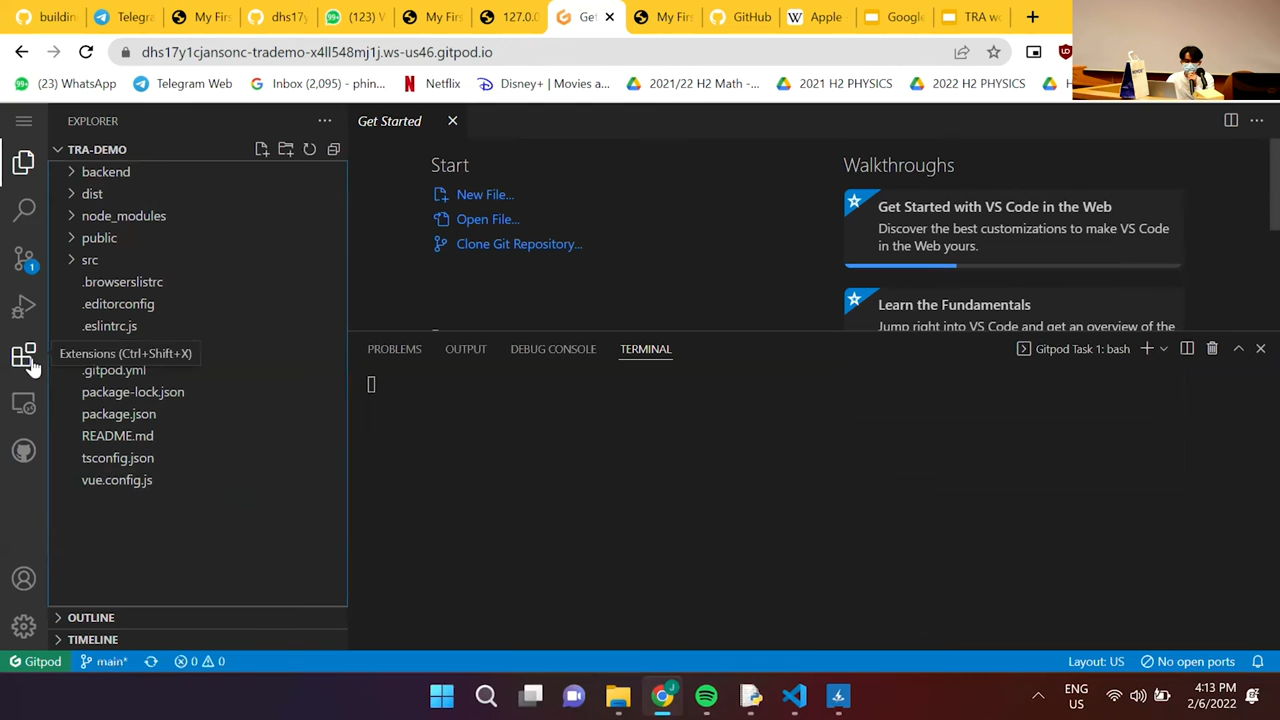 buildin
Telegra
My Firs
dhs17
(123) W
My Firs
127.0.0
Get
My Firs
GitHub
Apple
Google
TRA wo
dhs17y1cjansonc-trademo-x4ll548mj1j.ws-us46.gitpod.io
(23) WhatsApp
Telegram Web
Inbox (2,095) - phin...
Netflix
Disney+ | Movies a...
2021/22 H2 Math -...
2021 H2 PHYSICS
2022 H2 PHYSICS
EXPLORER
Get Started
TRA-DEMO
backend
dist
node_modules
public
src
.browserslistrc
.editorconfig
.eslintrc.js
Extensions (Ctrl+Shift+X)
.gitpod.yml
package-lock.json
package.json
README.md
tsconfig.json
vue.config.js
OUTLINE
TIMELINE
1
Start
New File...
Open File...
Clone Git Repository...
Walkthroughs
Get Started with VS Code in the Web
Discover the best customizations to make VS Code
in the Web yours.
Learn the Fundamentals
Jump right into VS Code and get an overview of the
PROBLEMS
OUTPUT
DEBUG CONSOLE
TERMINAL
Gitpod Task 1: bash
Gitpod
main*
0
0
Layout: US
No open ports
ENG
US
4:13 PM
2/6/2022